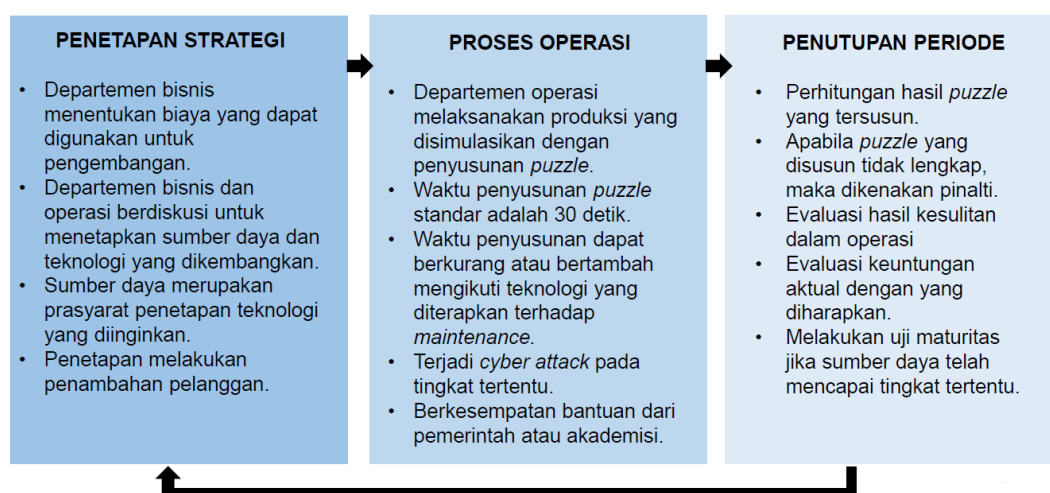 PENETAPAN STRATEGI
• Departemen bisnis
menentukan biaya yang dapat
digunakan untuk
pengembangan.
• Departemen bisnis dan
operasi berdiskusi untuk
menetapkan sumber daya dan
teknologi yang dikembangkan.
• Sumber daya merupakan
prasyarat penetapan teknologi
yang diinginkan.
• Penetapan melakukan
penambahan pelanggan.
PROSES OPERASI
• Departemen operasi
melaksanakan produksi yang
disimulasikan dengan
penyusunan puzzle.
• Waktu penyusunan puzzle
standar adalah 30 detik.
• Waktu penyusunan dapat
berkurang atau bertambah
mengikuti teknologi yang
diterapkan terhadap
maintenance.
• Terjadi cyber attack pada
tingkat tertentu.
• Berkesempatan bantuan dari
pemerintah atau akademisi.
PENUTUPAN PERIODE
• Perhitungan hasil puzzle
yang tersusun.
• Apabila puzzle yang
disusun tidak lengkap,
maka dikenakan pinalti.
• Evaluasi hasil kesulitan
dalam operasi
• Evaluasi keuntungan
aktual dengan yang
diharapkan.
• Melakukan uji maturitas
jika sumber daya telah
mencapai tingkat tertentu.